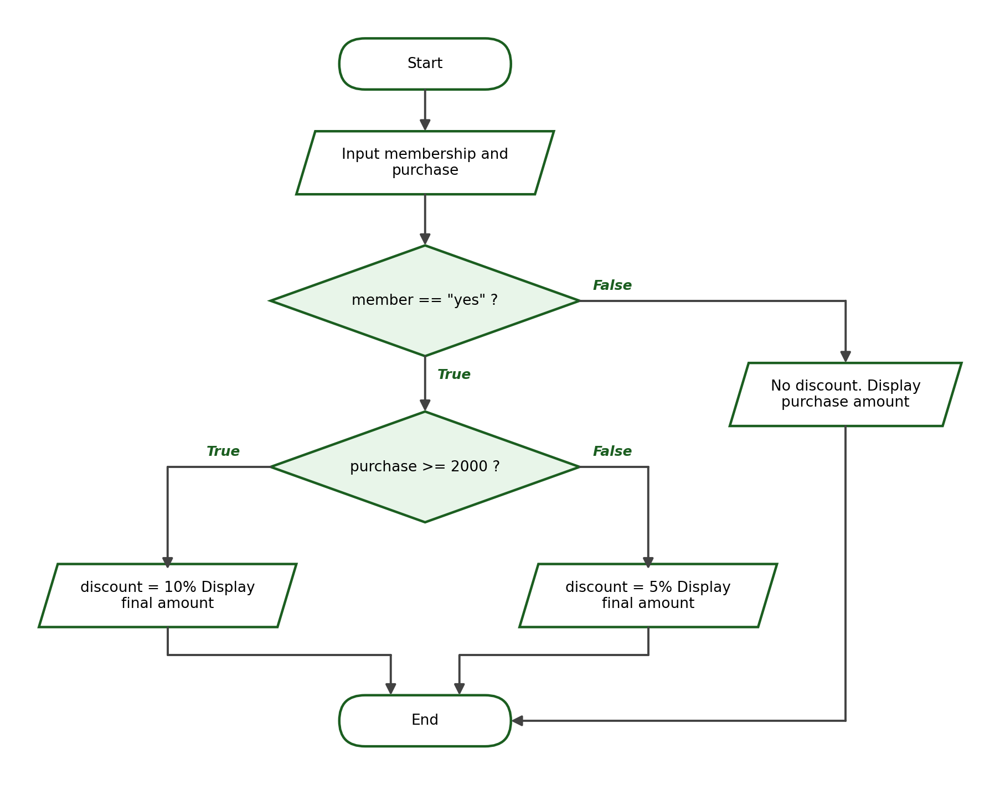 Start
Input membership and
purchase
member == "yes" ?
False
True
No discount. Display
purchase amount
True
purchase >= 2000 ?
False
discount = 10% Display
final amount
discount = 5% Display
final amount
End